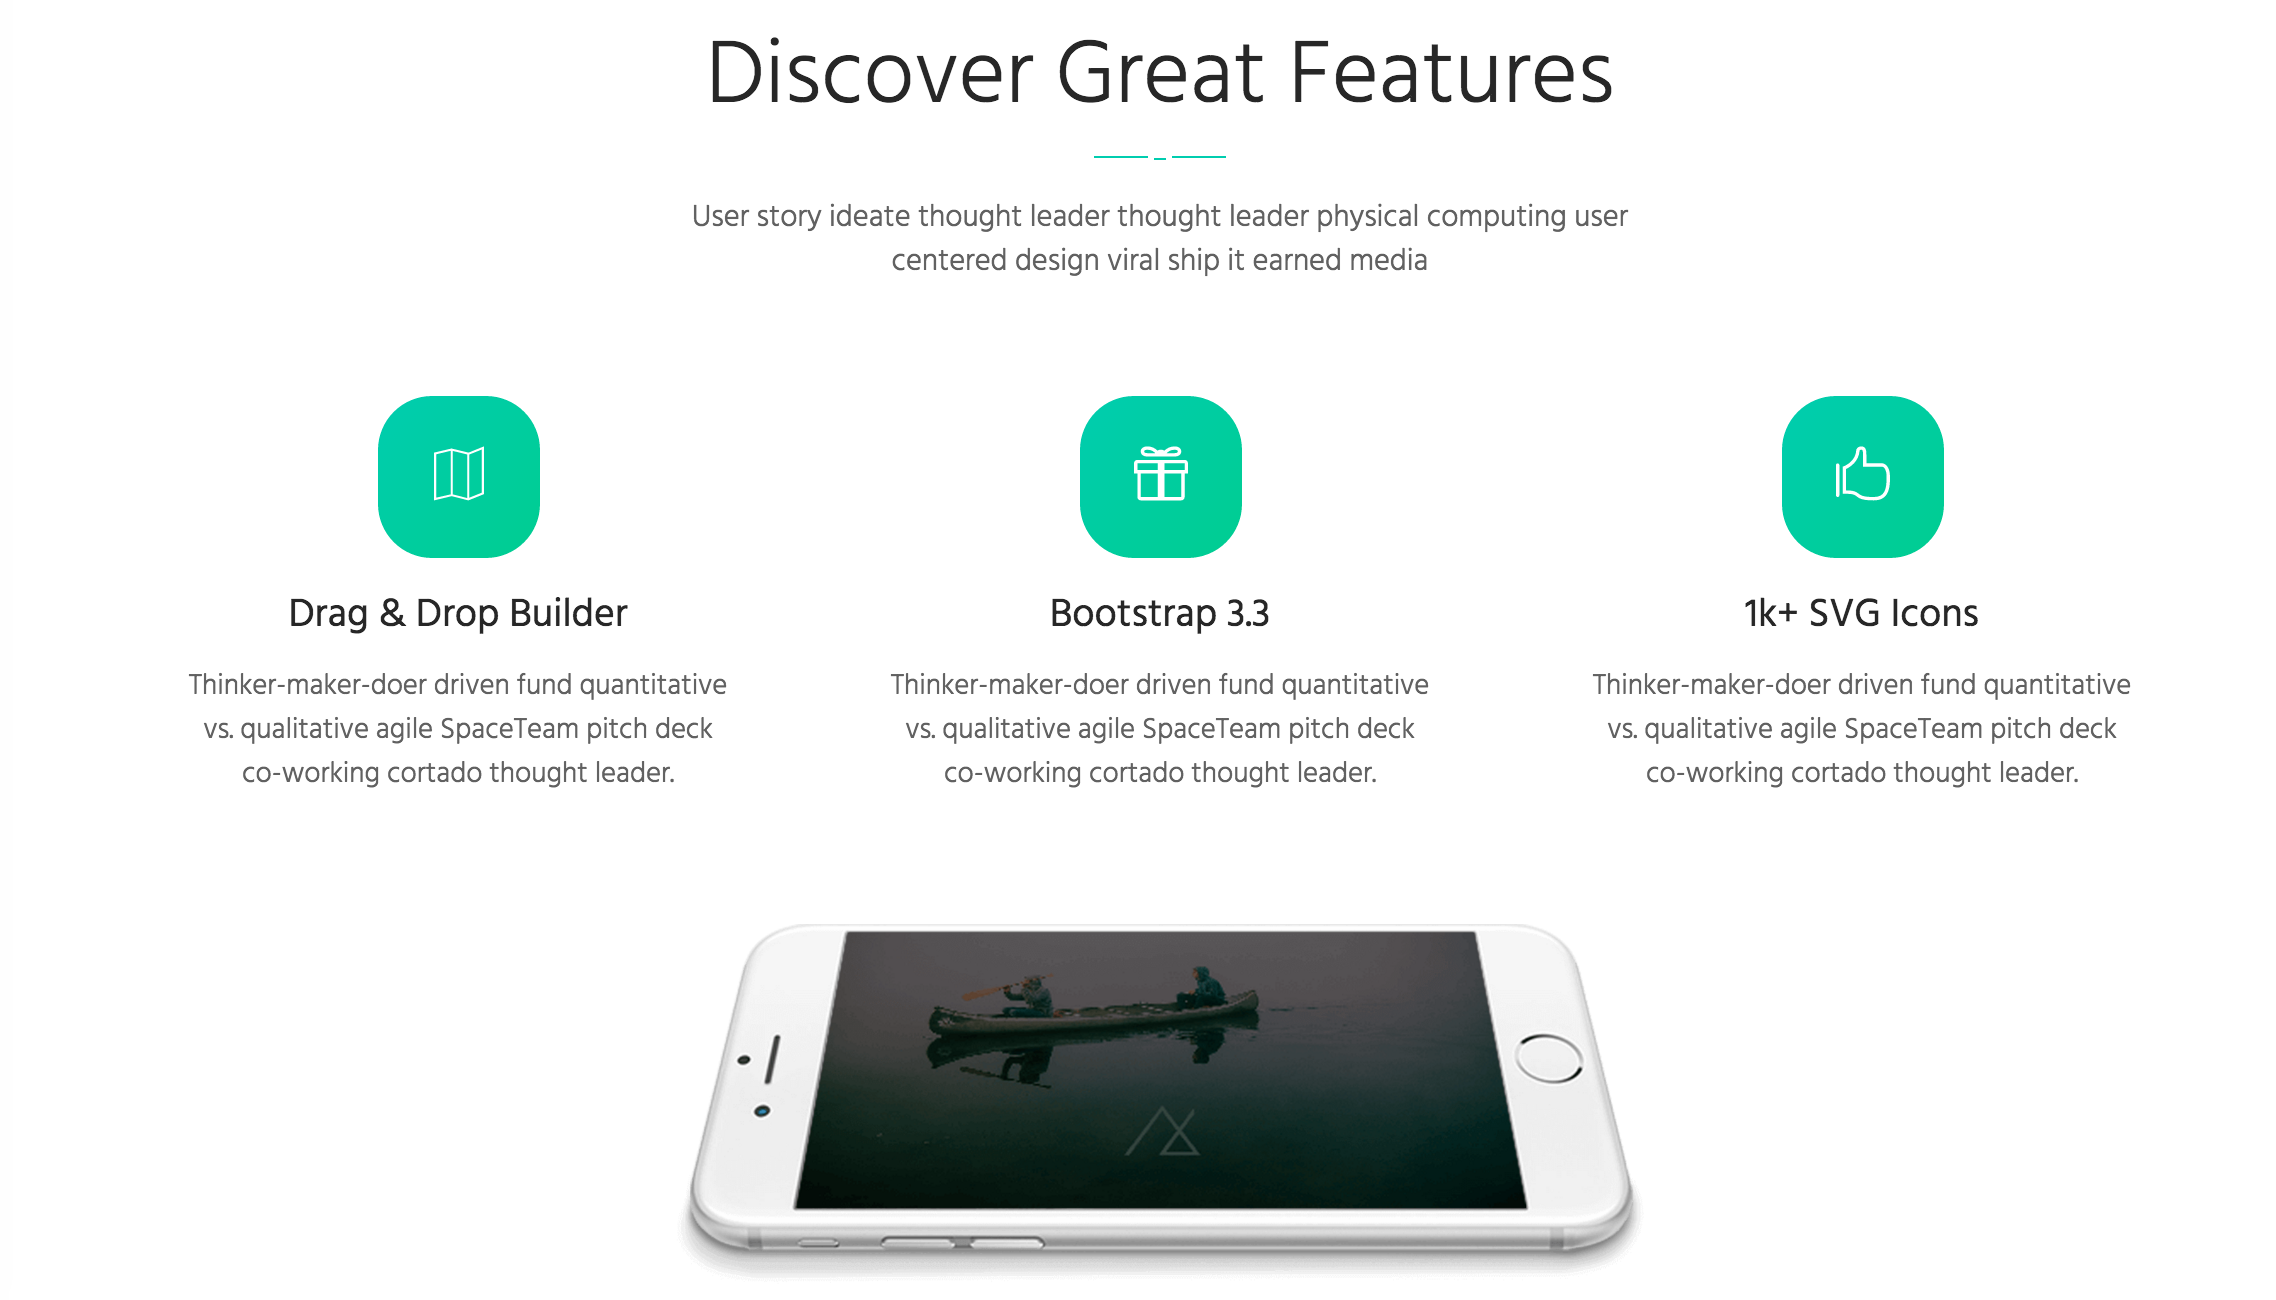 Discover Great Features
User story ideate thought leader thought leader physical computing user
centered design viral ship it earned media
Drag & Drop Builder
Thinker-maker-doer driven fund quantitative
vs. qualitative agile SpaceTeam pitch deck
co-working cortado thought leader.
Bootstrap 3.3
Thinker-maker-doer driven fund quantitative
vs. qualitative agile SpaceTeam pitch deck
co-working cortado thought leader.
1k+ SVG Icons
Thinker-maker-doer driven fund quantitative
vs. qualitative agile SpaceTeam pitch deck
co-working cortado thought leader.